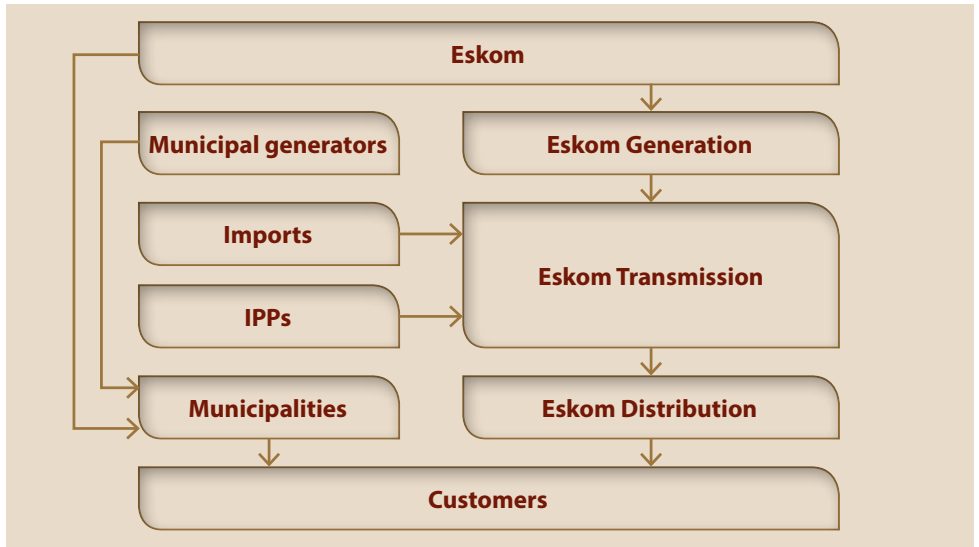 Eskom
Municipal generators
Eskom Generation
Imports
Eskom Transmission
IPPs
Municipalities
Eskom Distribution
Customers